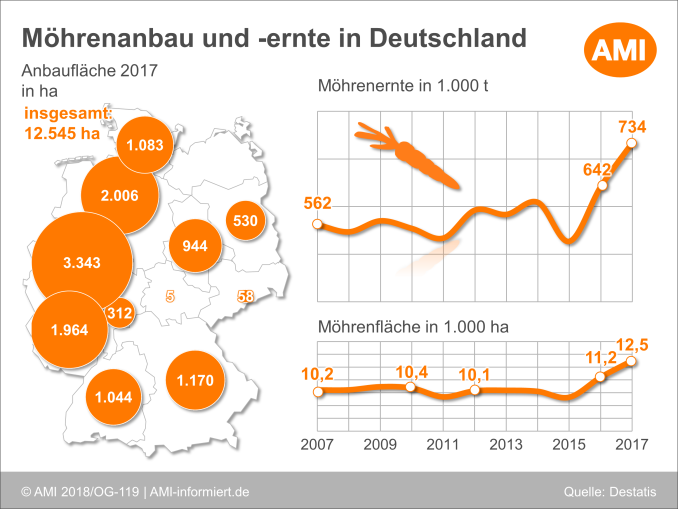 Möhrenanbau und -ernte in Deutschland
AMI
Anbaufläche 2017
in ha
insgesamt:
12.545 ha
1.083
2.006
530
944
3.343
5
58
312
1.964
1.044
1.170
Möhrenernte in 1.000 t
562
642
734
Möhrenfläche in 1.000 ha
10,2
10,4
10,1
11,2
12,5
2007 2009 2011 2013 2015 2017
© AMI 2018/OG-119 | AMI-informiert.de
Quelle: Destatis